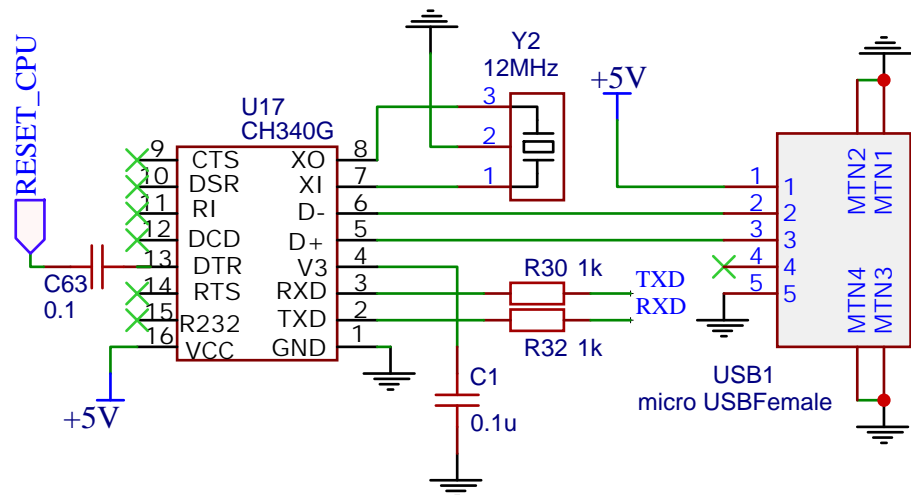 RESET_CPU
C63
0.1
U17
CH340G
9 CTS XO 8
10 DSR XI 7
11 RI D- 6
12 DCD D+ 5
13 DTR V3 4
14 RTS RXD 3
15 R232 TXD 2
16 VCC GND 1
+5V
Y2
12MHz
3
2
1
R30 1k
TXD
RXD
R32 1k
C1
0.1u
+5V
1 1
2 2
3 3
4 4
5 5
MTN2
MTN1
MTN4
MTN3
USB1
micro USBFemale